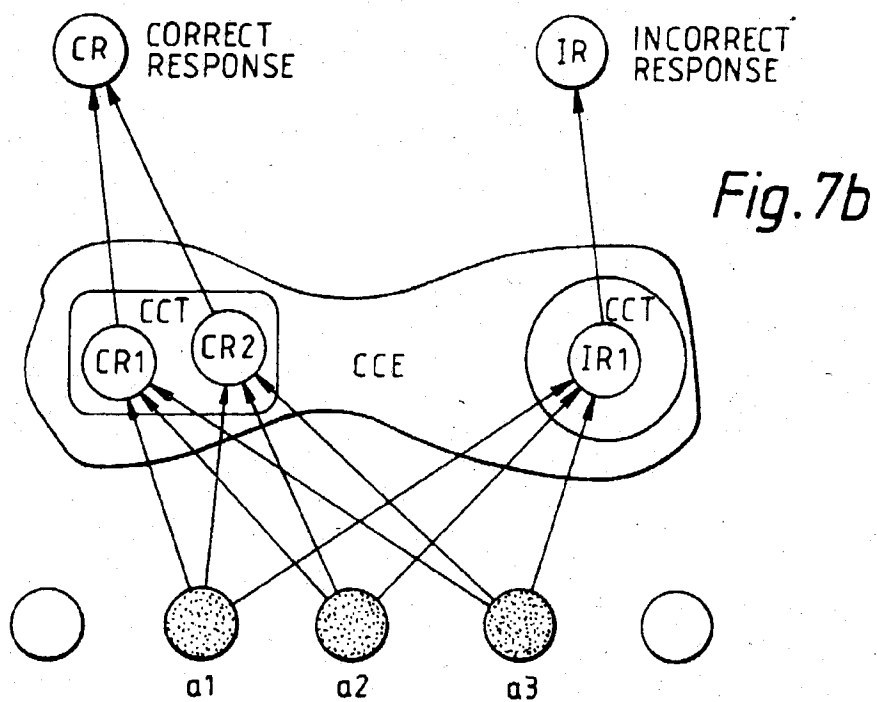 CR CORRECT RESPONSE
IR INCORRECT RESPONSE
Fig. 7b
CCT
CR1
CR2
CCE
CCT
IR1
a1
a2
a3